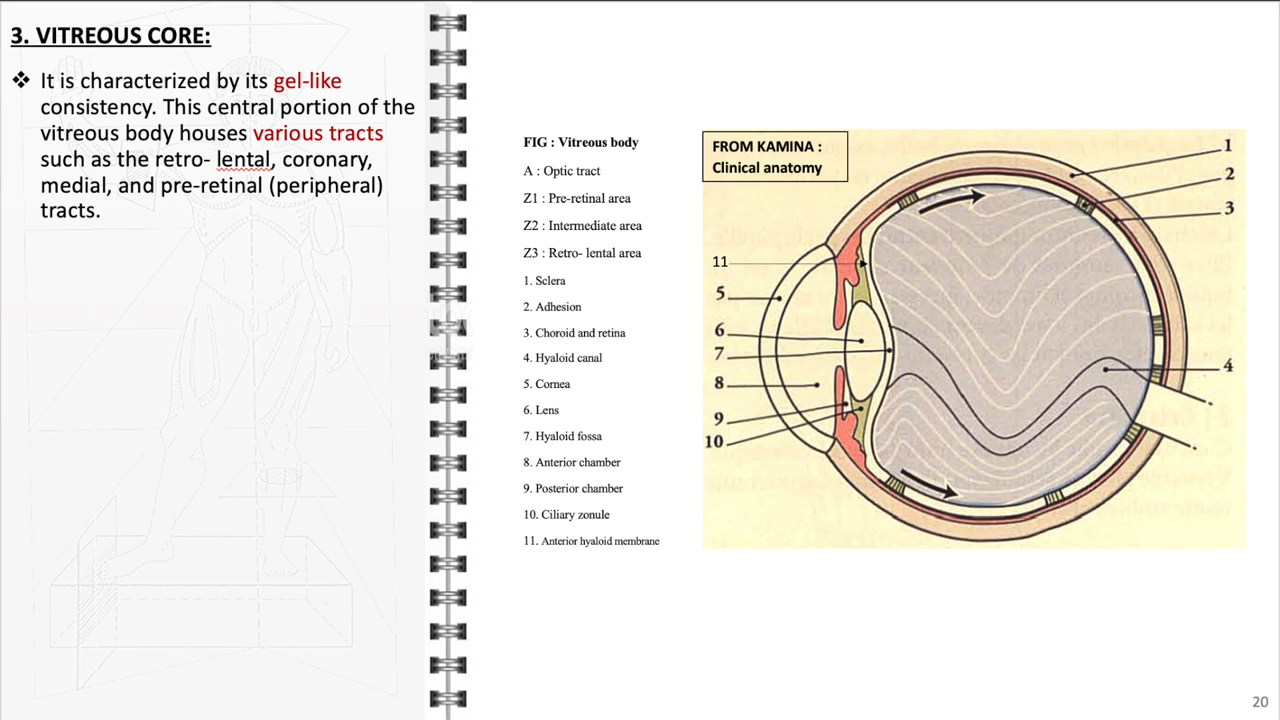 3. VITREOUS CORE:
❖ It is characterized by its gel-like
consistency. This central portion of the
vitreous body houses various tracts
such as the retro- lental, coronary,
medial, and pre-retinal (peripheral)
tracts.
FIG : Vitreous body
A : Optic tract
Z1 : Pre-retinal area
Z2 : Intermediate area
Z3 : Retro- lental area
1. Sclera
2. Adhesion
3. Choroid and retina
4. Hyaloid canal
5. Cornea
6. Lens
7. Hyaloid fossa
8. Anterior chamber
9. Posterior chamber
10. Ciliary zonule
11. Anterior hyaloid membrane
FROM KAMINA :
Clinical anatomy
1
2
3
11
5
6
7
4
8
9
10
20